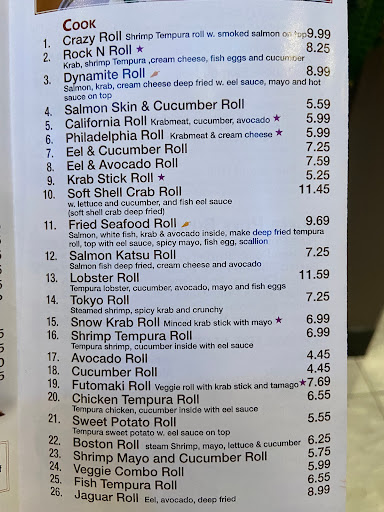 COOK
1. Crazy Roll Shrimp Tempura roll w. smoked salmon on top 9.99
2. Rock N Roll ★ 8.25
Krab, shrimp Tempura ,cream cheese, fish eggs and cucumber
3. Dynamite Roll 8.99
Salmon, krab, cream cheese deep fried w. eel sauce, mayo and hot
sauce on top
4. Salmon Skin & Cucumber Roll 5.59
5. California Roll Krabmeat, cucumber, avocado ★ 5.99
6. Philadelphia Roll Krabmeat & cream cheese ★ 5.99
7. Eel & Cucumber Roll 7.25
8. Eel & Avocado Roll 7.59
9. Krab Stick Roll ★ 5.25
10. Soft Shell Crab Roll 11.45
w. lettuce and cucumber, and fish eel sauce
(soft shell crab deep fried)
11. Fried Seafood Roll 9.69
Salmon, white fish, krab & avocado inside, make deep fried tempura
roll, top with eel sauce, spicy mayo, fish egg, scallion
12. Salmon Katsu Roll 7.25
Salmon fish deep fried, cream cheese and avocado
13. Lobster Roll 11.59
Tempura lobster, cucumber, avocado, mayo and fish eggs
14. Tokyo Roll 7.25
Steamed shrimp, spicy krab and crunchy
15. Snow Krab Roll Minced krab stick with mayo ★ 6.99
16. Shrimp Tempura Roll 6.99
Tempura shrimp, cucumber inside with eel sauce
17. Avocado Roll 4.45
18. Cucumber Roll 4.45
19. Futomaki Roll Veggie roll with krab stick and tamago ★ 7.69
20. Chicken Tempura Roll 6.55
Tempura chicken, cucumber inside with eel sauce
21. Sweet Potato Roll 5.55
Tempura sweet potato w. eel sauce on top
22. Boston Roll steam Shrimp, mayo, lettuce & cucumber 6.25
23. Shrimp Mayo and Cucumber Roll 5.75
24. Veggie Combo Roll 5.99
25. Fish Tempura Roll 6.55
26. Jaguar Roll Eel, avocado, deep fried 8.99